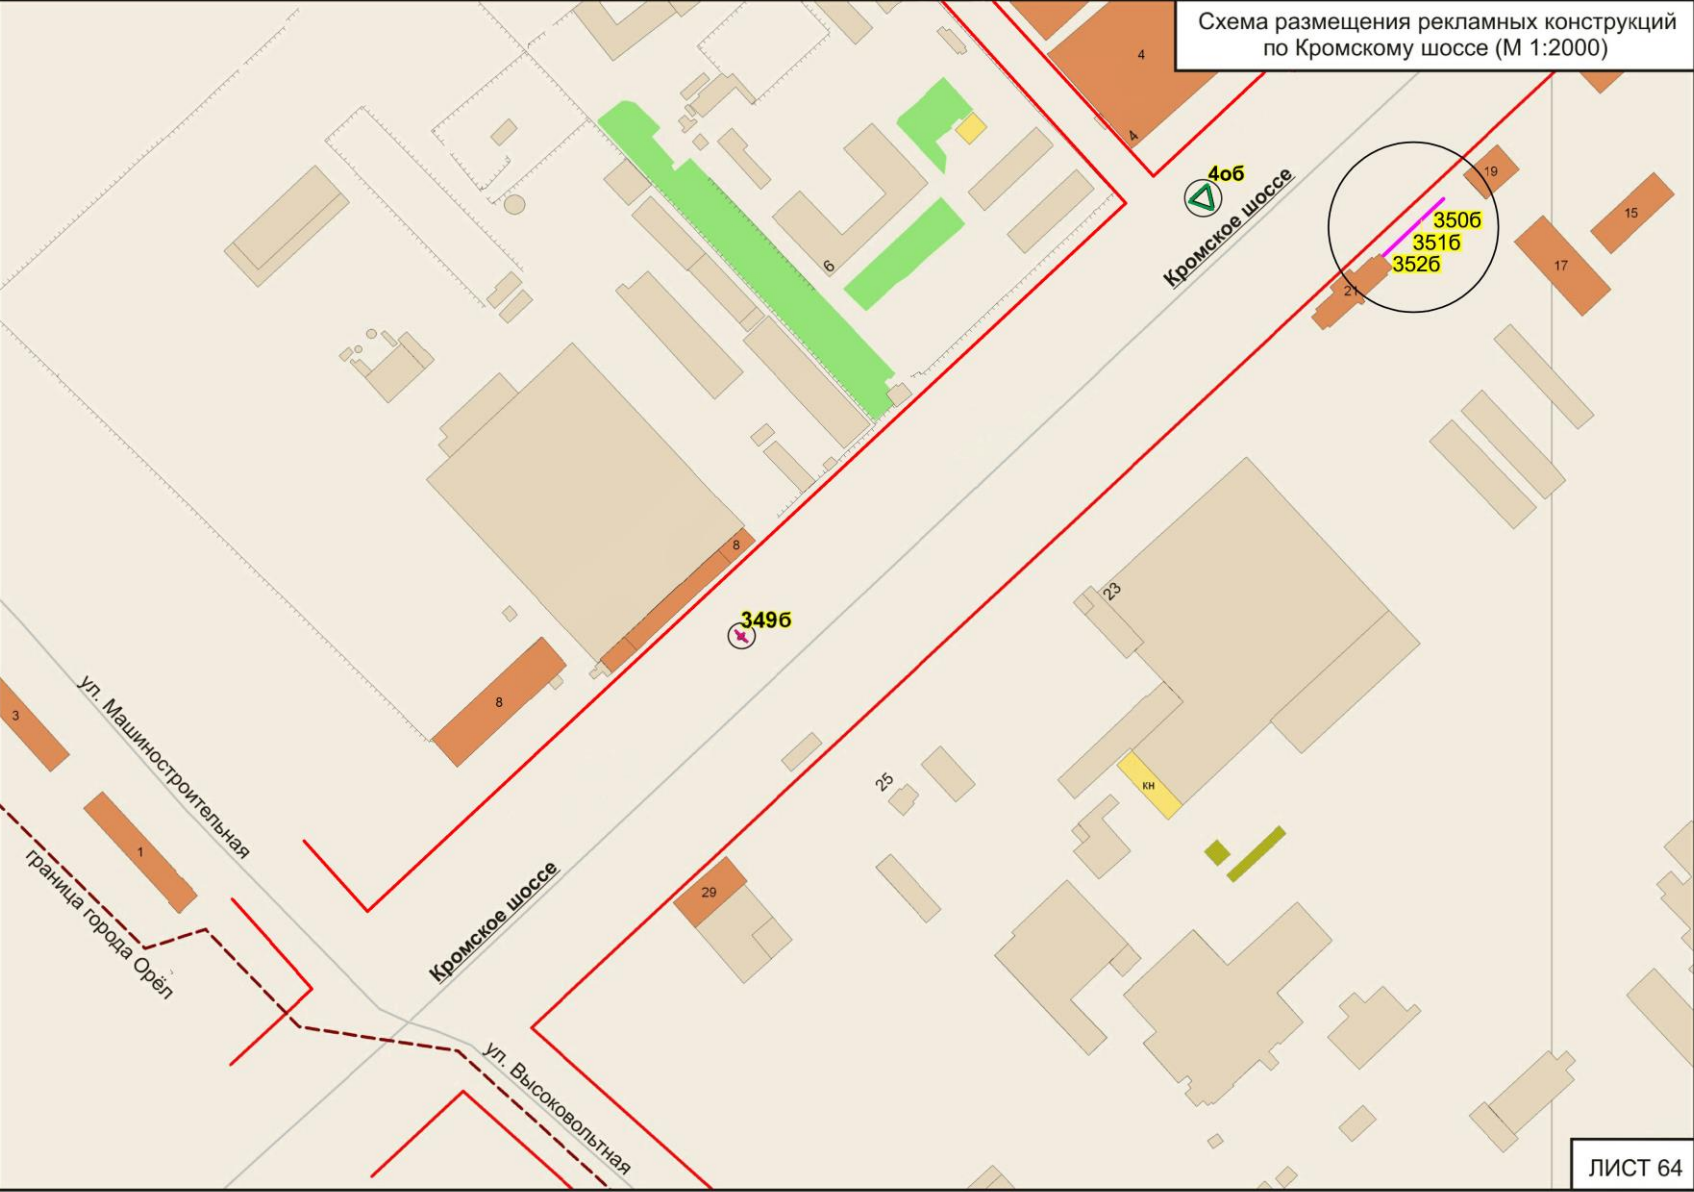 Схема размещения рекламных конструкций
по Кромскому шоссе (М 1:2000)
4
4
4об
Кромское шоссе
19
350б
351б
352б
15
17
21
6
8
349б
23
8
ул. Машиностроительная
3
25
кн
1
граница города Орёл
29
Кромское шоссе
ул. Высоковольтная
ЛИСТ 64